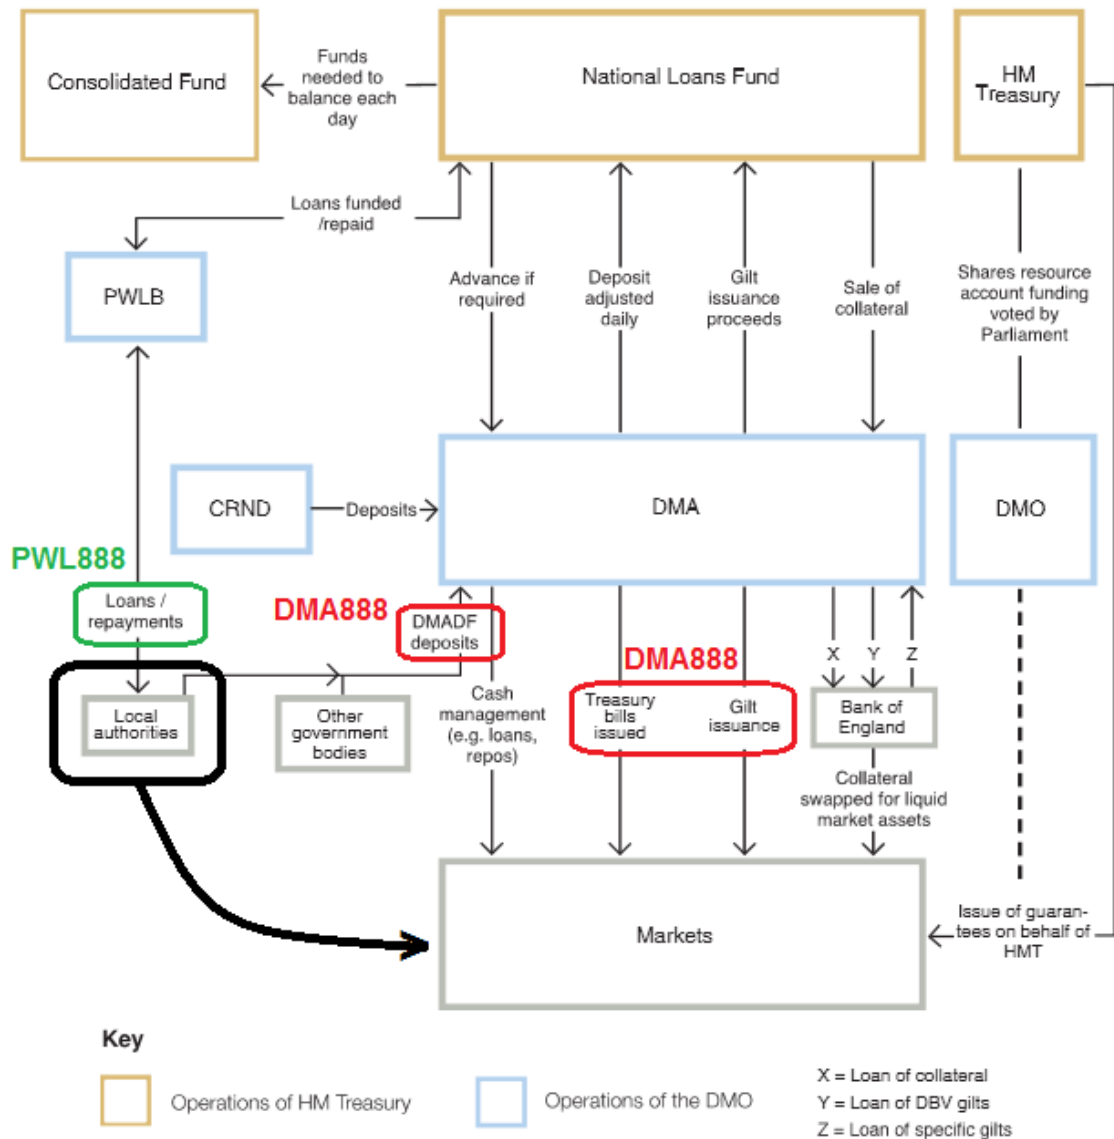 Consolidated Fund
Funds
needed to
balance each
day
National Loans Fund
HM
Treasury
Loans funded
/repaid
PWLB
Advance if
required
Deposit
adjusted
daily
Gilt
issuance
proceeds
Sale of
collateral
Shares resource
account funding
voted by
Parliament
CRND
Deposits
DMA
DMO
PWL888
Loans /
repayments
DMA888
DMADF
deposits
DMA888
X
Y
Z
Local
authorities
Other
government
bodies
Cash
management
(e.g. loans,
repos)
Treasury
bills
issued
Gilt
issuance
Bank of
England
Collateral
swapped for liquid
market assets
Markets
Issue of guaran-
tees on behalf of
HMT
Key
Operations of HM Treasury
Operations of the DMO
X = Loan of collateral
Y = Loan of DBV gilts
Z = Loan of specific gilts